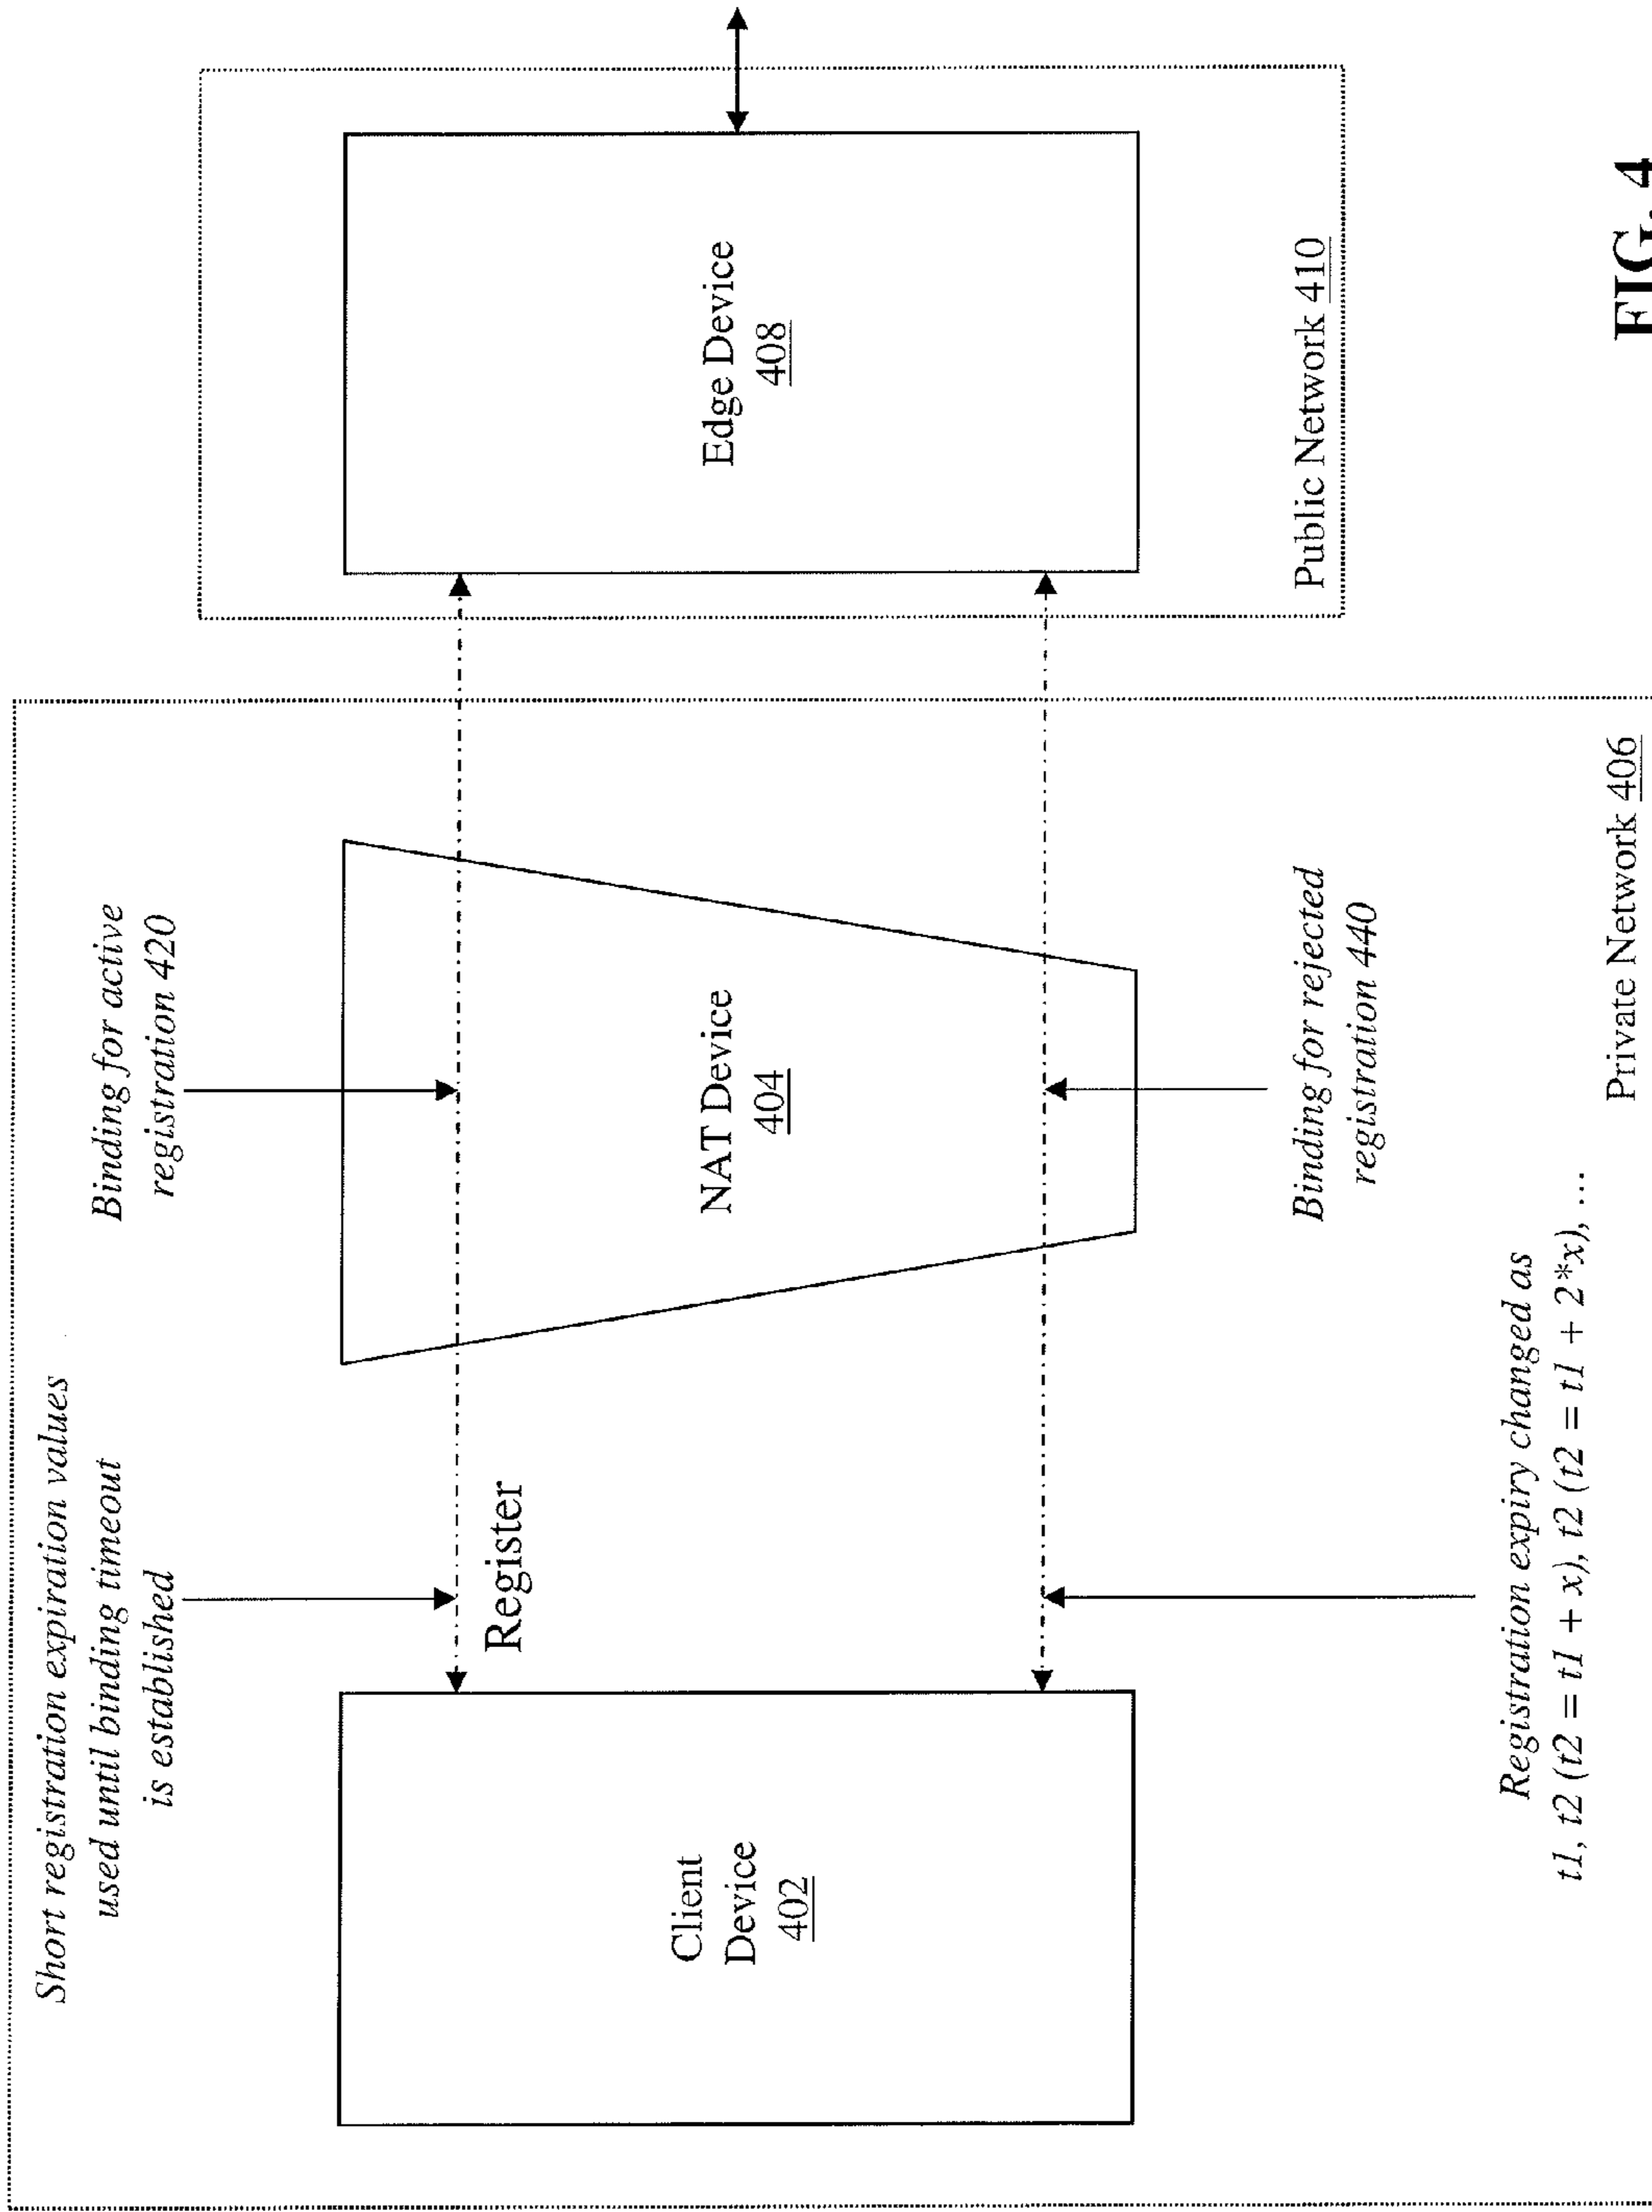 Short registration expiration values
used until binding timeout
is established
Binding for active
registration 420
Register
Client
Device
402
NAT Device
404
Edge Device
408
Public Network 410
Binding for rejected
registration 440
Registration expiry changed as
t1, t2 (t2 = t1 + x), t2 (t2 = t1 + 2*x), ...
Private Network 406
FIG. 4